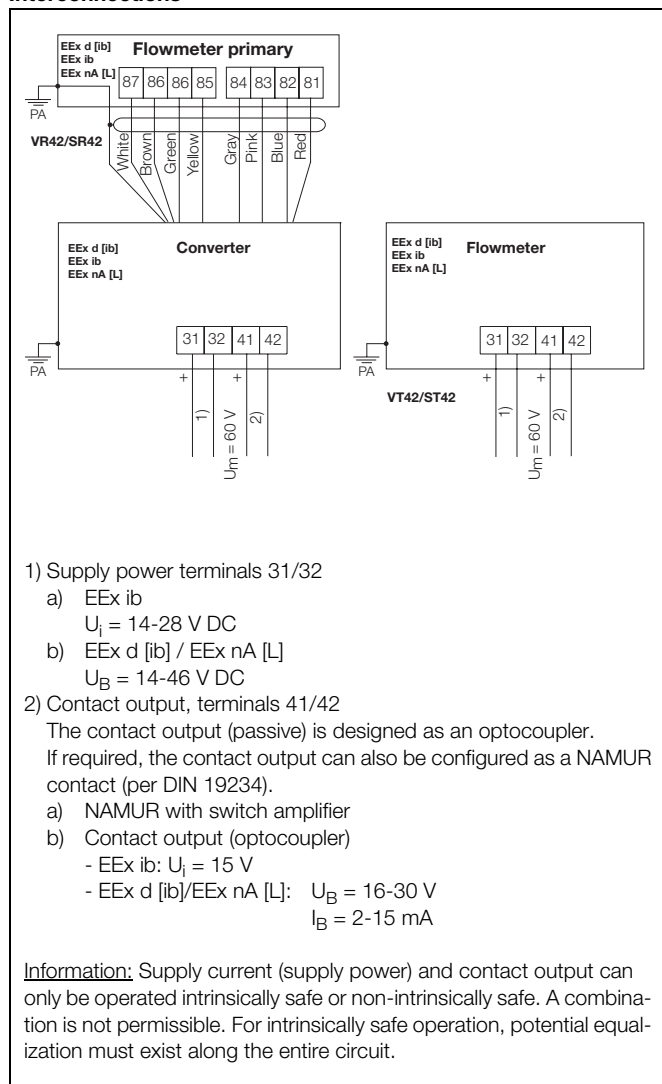 Interconnections
EEx d [ib]
EEx ib
EEx nA [L]
Flowmeter primary
87 86 86 85 84 83 82 81
PA
VR42/SR42
White
Brown
Green
Yellow
Gray
Pink
Blue
Red
EEx d [ib]
EEx ib
EEx nA [L]
Converter
31 32 41 42
PA
+ +
1)
Um = 60 V
2)
EEx d [ib]
EEx ib
EEx nA [L]
Flowmeter
31 32 41 42
PA
+ +
VT42/ST42
1)
Um = 60 V
2)
1) Supply power terminals 31/32
a) EEx ib
Ui = 14-28 V DC
b) EEx d [ib] / EEx nA [L]
UB = 14-46 V DC
2) Contact output, terminals 41/42
The contact output (passive) is designed as an optocoupler.
If required, the contact output can also be configured as a NAMUR
contact (per DIN 19234).
a) NAMUR with switch amplifier
b) Contact output (optocoupler)
- EEx ib: Ui = 15 V
- EEx d [ib]/EEx nA [L]: UB = 16-30 V
IB = 2-15 mA
Information: Supply current (supply power) and contact output can
only be operated intrinsically safe or non-intrinsically safe. A combina-
tion is not permissible. For intrinsically safe operation, potential equal-
ization must exist along the entire circuit.